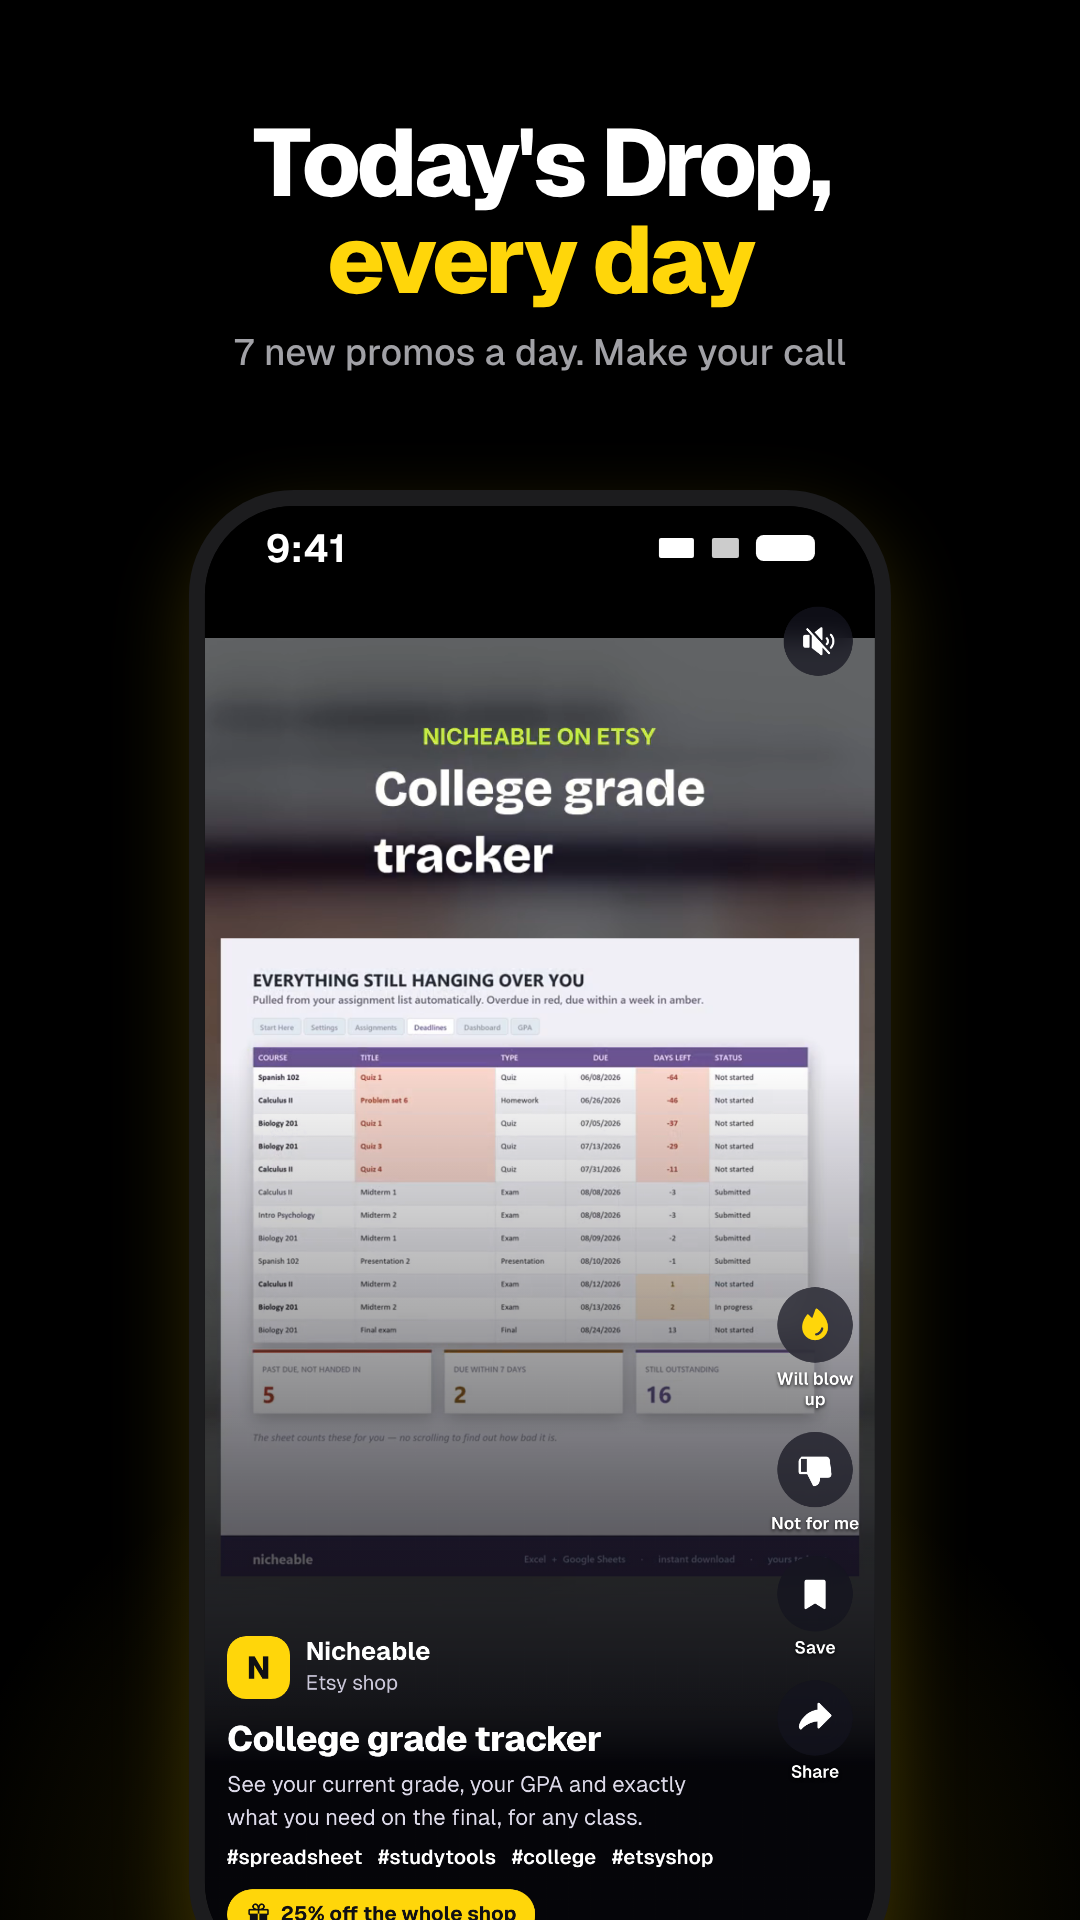 Today's Drop,
every day
7 new promos a day. Make your call
9:41
NICHEABLE ON ETSY
College grade
tracker
EVERYTHING STILL HANGING OVER YOU
Pulled from your assignment list automatically. Overdue in red, due within a week in amber.
Start Here Settings Assignments Deadlines Dashboard GPA
COURSE TITLE TYPE DUE DAYS LEFT STATUS
Spanish 102 Quiz 1 Quiz 06/08/2026 -64 Not started
Calculus II Problem set 6 Homework 06/26/2026 -46 Not started
Biology 201 Quiz 1 Quiz 07/05/2026 -37 Not started
Biology 201 Quiz 3 Quiz 07/13/2026 -29 Not started
Calculus II Quiz 4 Quiz 07/31/2026 -11 Not started
Calculus II Midterm 1 Exam 08/08/2026 -3 Submitted
Intro Psychology Midterm 2 Exam 08/08/2026 -3 Submitted
Biology 201 Midterm 1 Exam 08/09/2026 -2 Submitted
Spanish 102 Presentation 2 Presentation 08/10/2026 -1 Submitted
Calculus II Midterm 2 Exam 08/12/2026 1 Not started
Biology 201 Midterm 2 Exam 08/13/2026 2 In progress
Biology 201 Final exam Final 08/24/2026 13 Not started
PAST DUE, NOT HANDED IN DUE WITHIN 7 DAYS STILL OUTSTANDING
5 2 16
The sheet counts these for you — no scrolling to find out how bad it is.
Will blow
up
Not for me
nicheable Excel + Google Sheets · instant download · yours
Save
Share
N
Nicheable
Etsy shop
College grade tracker
See your current grade, your GPA and exactly
what you need on the final, for any class.
#spreadsheet #studytools #college #etsyshop
25% off the whole shop